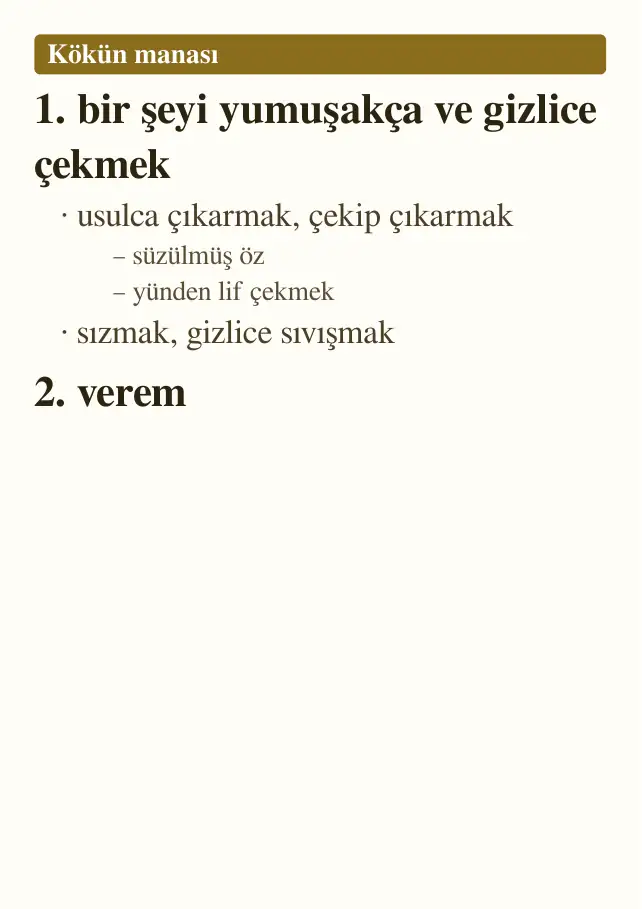 Kökün manası
1. bir şeyi yumuşakça ve gizlice
çekmek
· usulca çıkarmak, çekip çıkarmak
– süzülmüş öz
– yünden lif çekmek
· sızmak, gizlice sıvışmak
2. verem